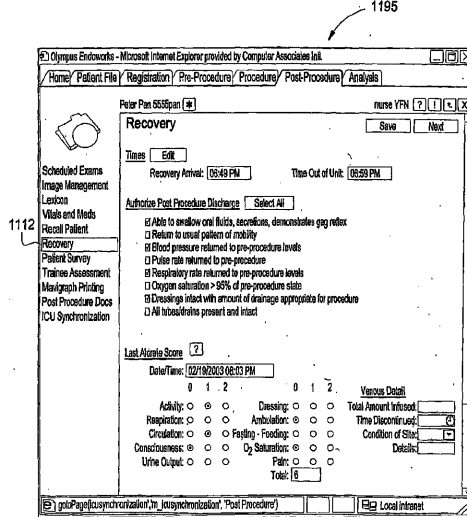 1195
Olympus Endoworks - Microsoft Internet Explorer provided by Computer Associates Intl.
Home Patient File Registration Pre-Procedure Procedure Post-Procedure Analysis
Peter Pan 5555pan * nurse YFN ? ! X
Recovery Save Next
Times Edit
Recovery Arrival: 06:49 PM Time Out of Unit: 06:59 PM
Scheduled Exams
Image Management
Lexicon
Vitals and Meds
Recall Patient
1112
Recovery
Patient Survey
Trainee Assessment
Mavigraph Printing
Post Procedure Docs
ICU Synchronization
Authorize Post Procedure Discharge Select All
Able to swallow oral fluids, secretions, demonstrates gag reflex
Return to usual pattern of mobility
Blood pressure returned to pre-procedure levels
Pulse rate returned to pre-procedure
Respiratory rate returned to pre-procedure levels
Oxygen saturation > 95% of pre-procedure state
Dressings intact with amount of drainage appropriate for procedure
All tubes/drains present and intact
Last Aldrete Score ?
Date/Time: 02/19/2003 06:03 PM
0 1 2 0 1 2 Venous Detail
Activity: Dressing: Total Amount Infused:
Respiration: Ambulation: Time Discontinued:
Circulation: Fasting - Feeding: Condition of Site:
Consciousness: O2 Saturation: Details:
Urine Output: Pain:
Total: 6
gotoPage('icusynchronization','m_icusynchronization', 'Post Procedure') Local intranet